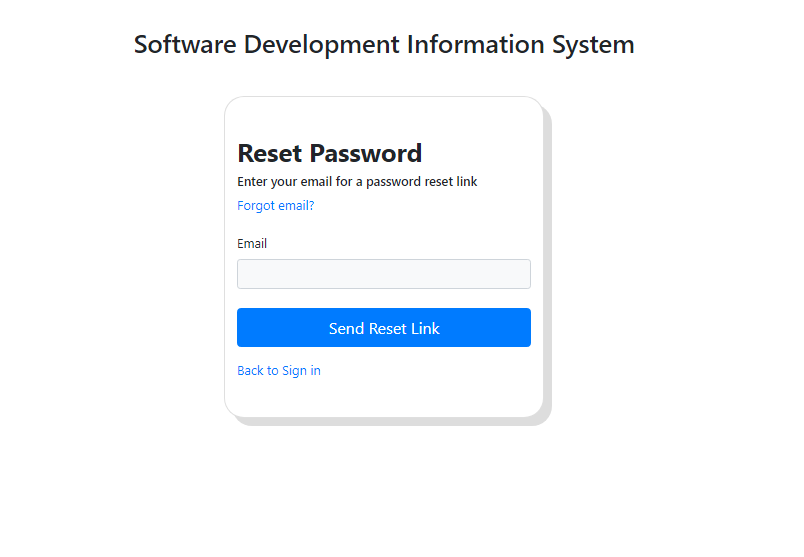 Software Development Information System
Reset Password
Enter your email for a password reset link
Forgot email?
Email
Send Reset Link
Back to Sign in